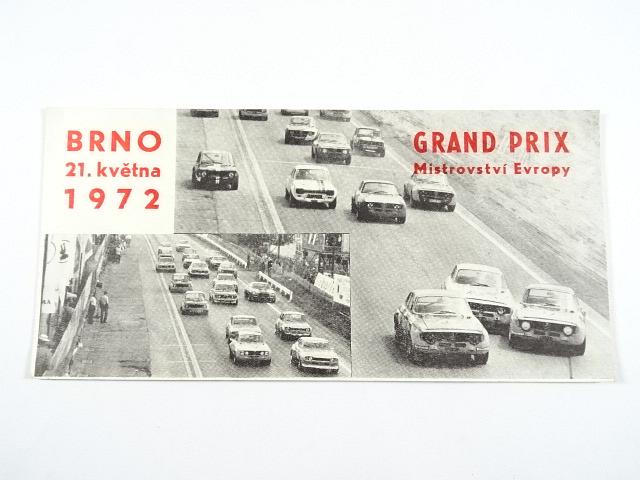 BRNO
21. května
1972
GRAND PRIX
Mistrovství Evropy